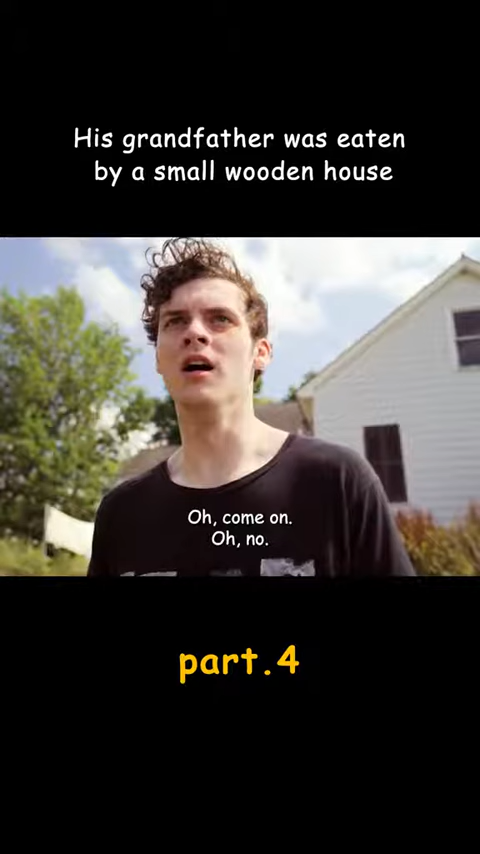 His grandfather was eaten
by a small wooden house
Oh, come on.
Oh, no.
part.4